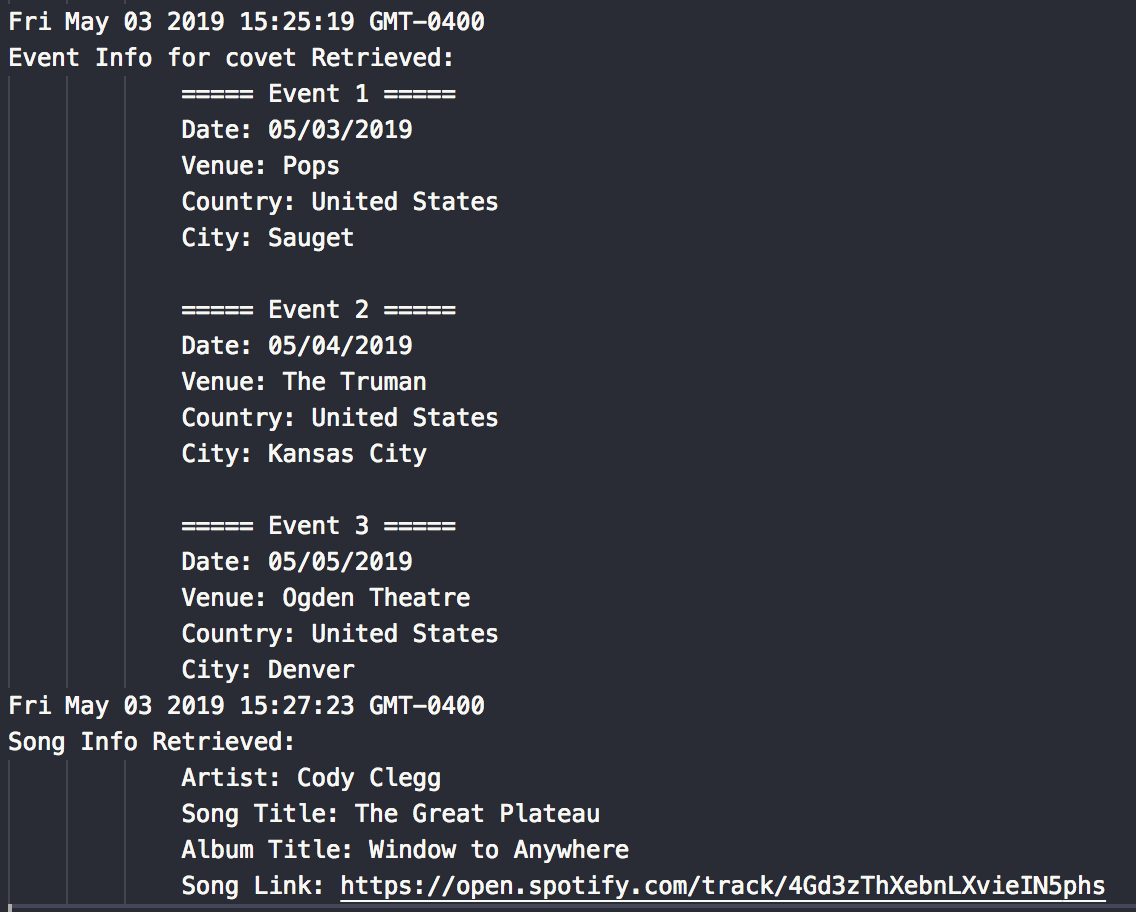 Fri May 03 2019 15:25:19 GMT-0400
Event Info for covet Retrieved:
===== Event 1 =====
Date: 05/03/2019
Venue: Pops
Country: United States
City: Sauget
===== Event 2 =====
Date: 05/04/2019
Venue: The Truman
Country: United States
City: Kansas City
===== Event 3 =====
Date: 05/05/2019
Venue: Ogden Theatre
Country: United States
City: Denver
Fri May 03 2019 15:27:23 GMT-0400
Song Info Retrieved:
Artist: Cody Clegg
Song Title: The Great Plateau
Album Title: Window to Anywhere
Song Link: https://open.spotify.com/track/4Gd3zThXebnLXvieIN5phs